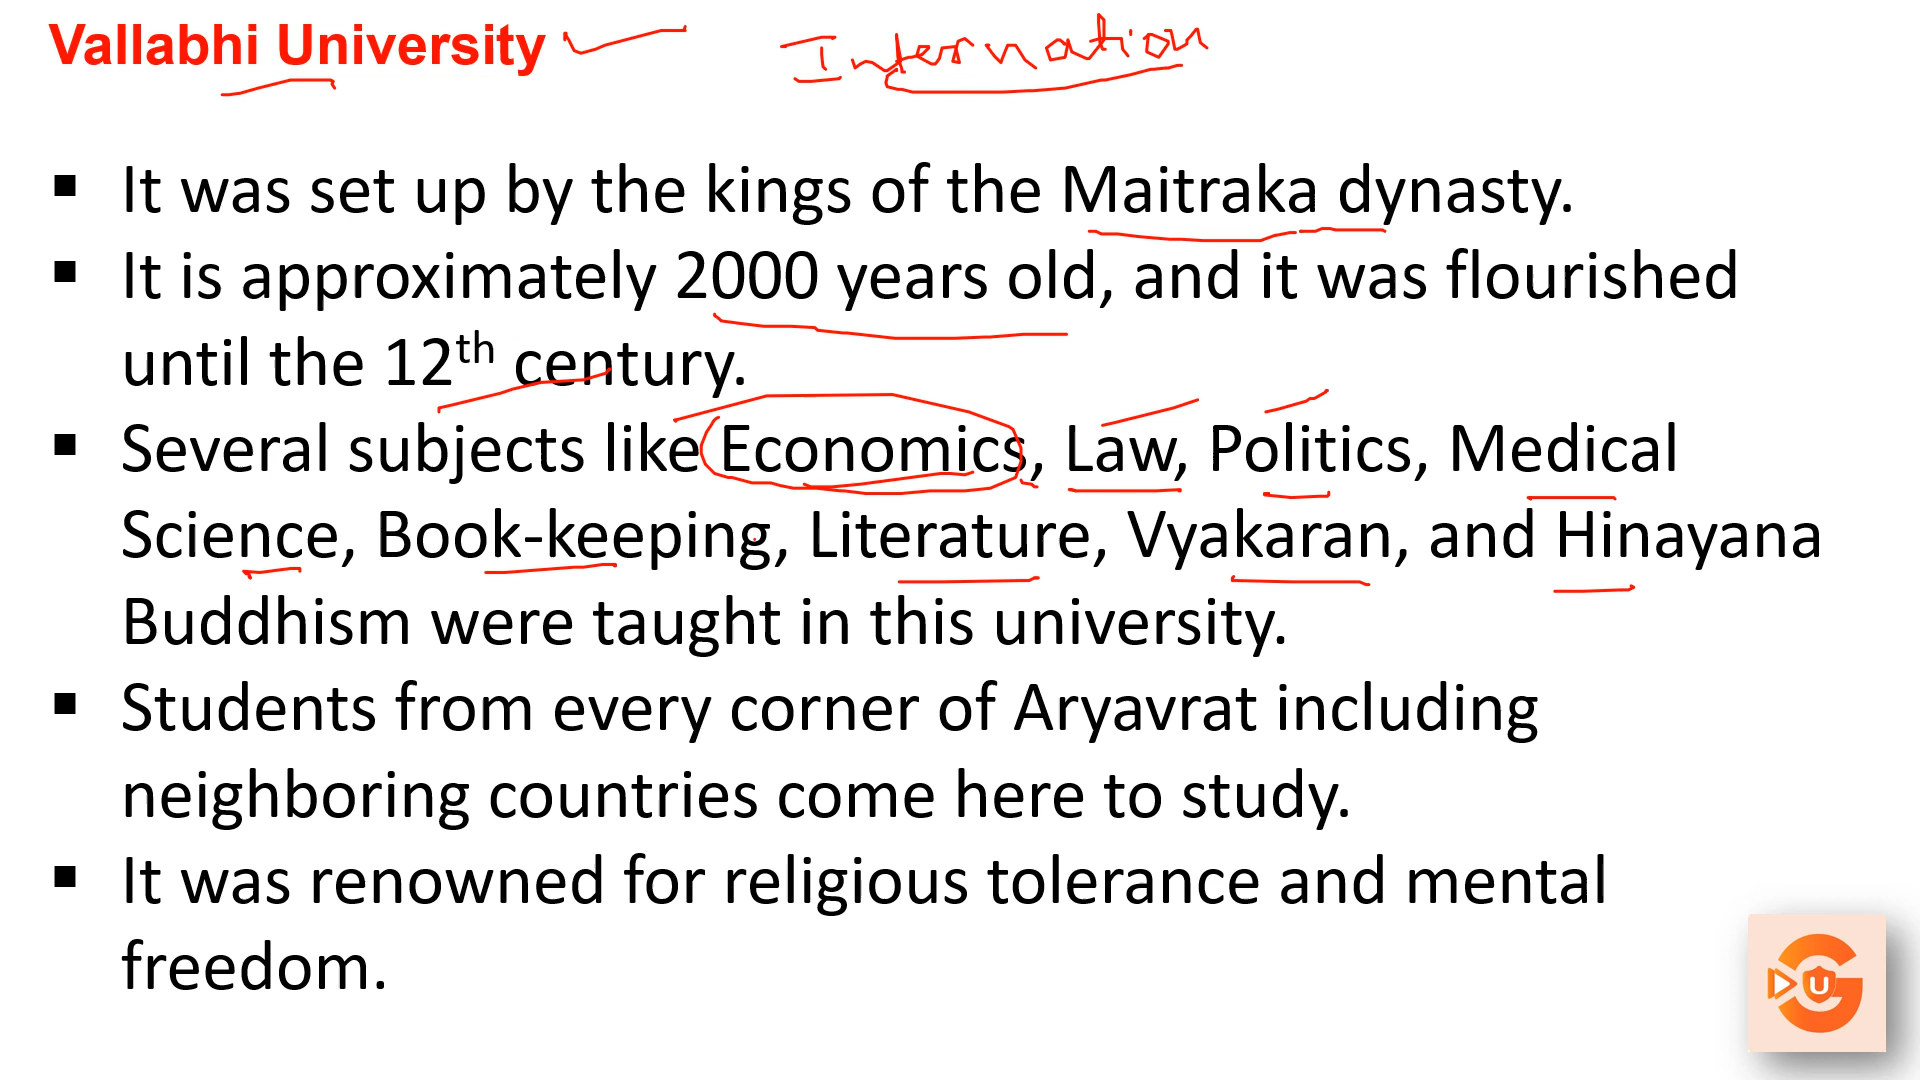 Vallabhi University Internation
▪ It was set up by the kings of the Maitraka dynasty.
▪ It is approximately 2000 years old, and it was flourished
until the 12th century.
▪ Several subjects like Economics, Law, Politics, Medical
Science, Book-keeping, Literature, Vyakaran, and Hinayana
Buddhism were taught in this university.
▪ Students from every corner of Aryavrat including
neighboring countries come here to study.
▪ It was renowned for religious tolerance and mental
freedom.
U